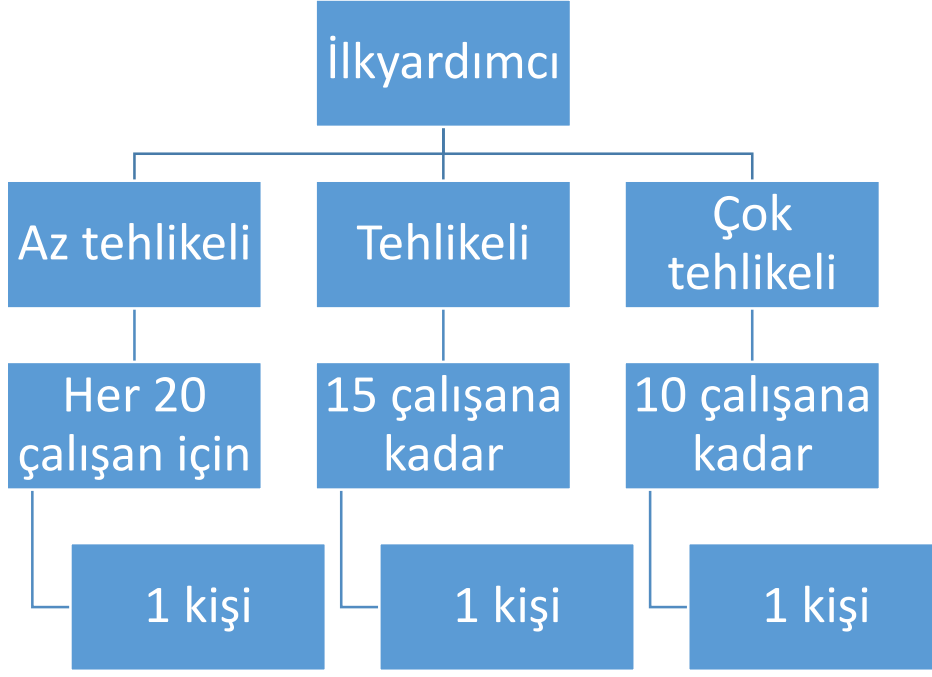 İlkyardımcı
Az tehlikeli
Tehlikeli
Çok
tehlikeli
Her 20
çalışan için
15 çalışana
kadar
10 çalışana
kadar
1 kişi
1 kişi
1 kişi